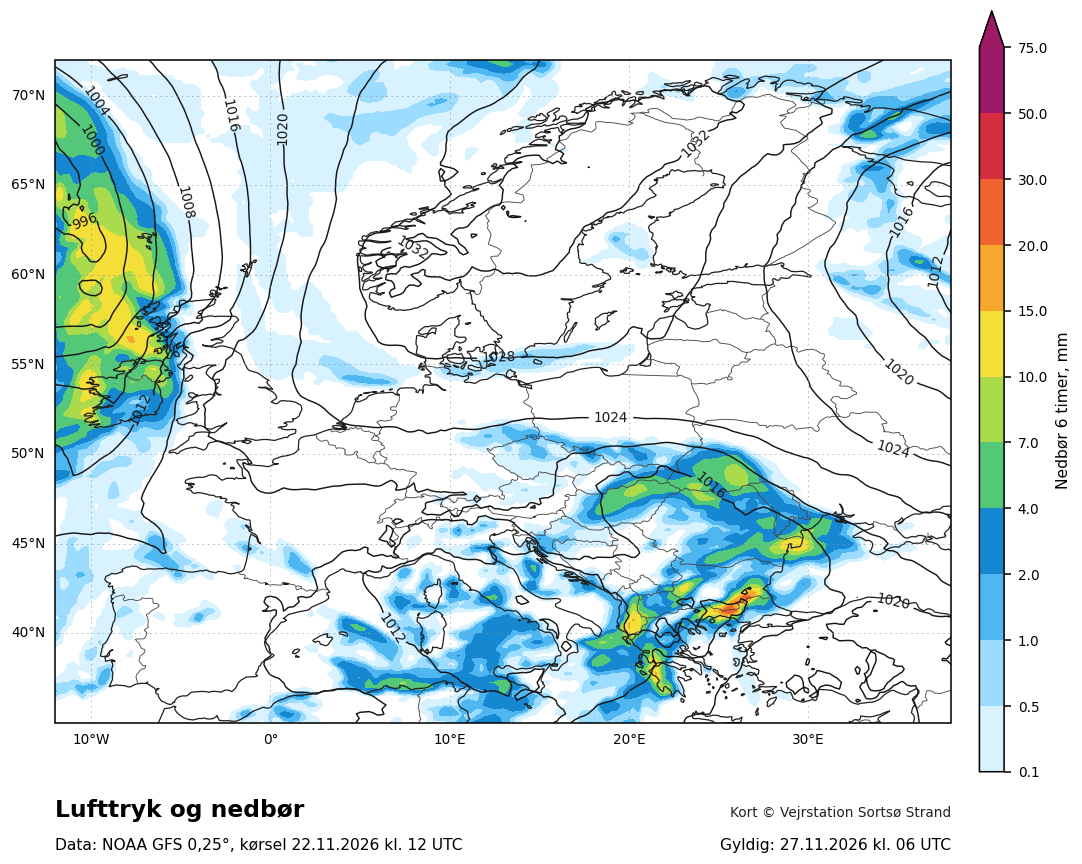 75.0
50.0
30.0
20.0
15.0
10.0
7.0
4.0
2.0
1.0
0.5
0.1
Nedbør 6 timer, mm
70°N
65°N
60°N
55°N
50°N
45°N
40°N
10°W
0°
10°E
20°E
30°E
1004
1000
996
1008
1016
1020
1032
1032
1016
1012
1028
1020
1012
1024
1024
1016
1020
1012
Lufttryk og nedbør
Kort © Vejrstation Sortsø Strand
Data: NOAA GFS 0,25°, kørsel 22.11.2026 kl. 12 UTC
Gyldig: 27.11.2026 kl. 06 UTC